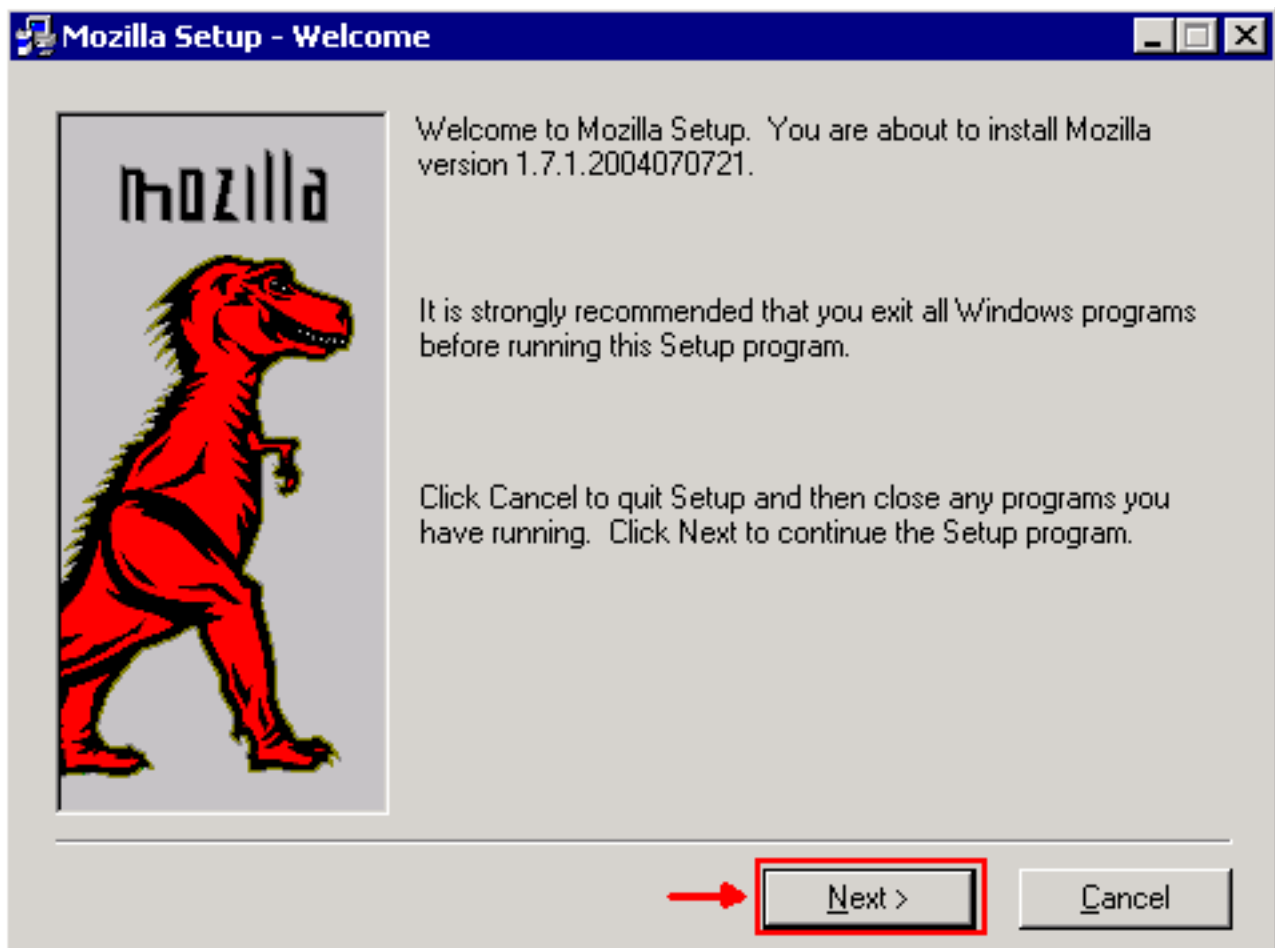 Mozilla Setup - Welcome
mozilla
Welcome to Mozilla Setup.  You are about to install Mozilla
version 1.7.1.2004070721.
It is strongly recommended that you exit all Windows programs
before running this Setup program.
Click Cancel to quit Setup and then close any programs you
have running.  Click Next to continue the Setup program.
Next >
Cancel